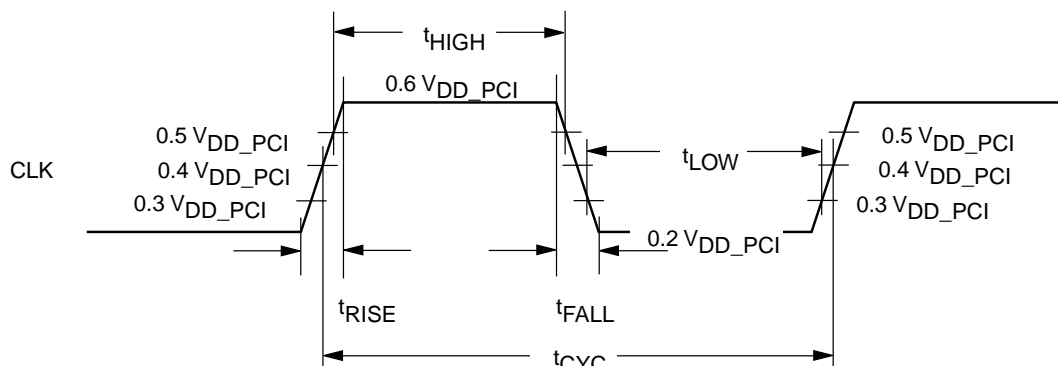 tHIGH
0.6 VDD_PCI
0.5 VDD_PCI
0.5 VDD_PCI
CLK
0.4 VDD_PCI
tLOW
0.4 VDD_PCI
0.3 VDD_PCI
0.3 VDD_PCI
0.2 VDD_PCI
tRISE
tFALL
tCYC